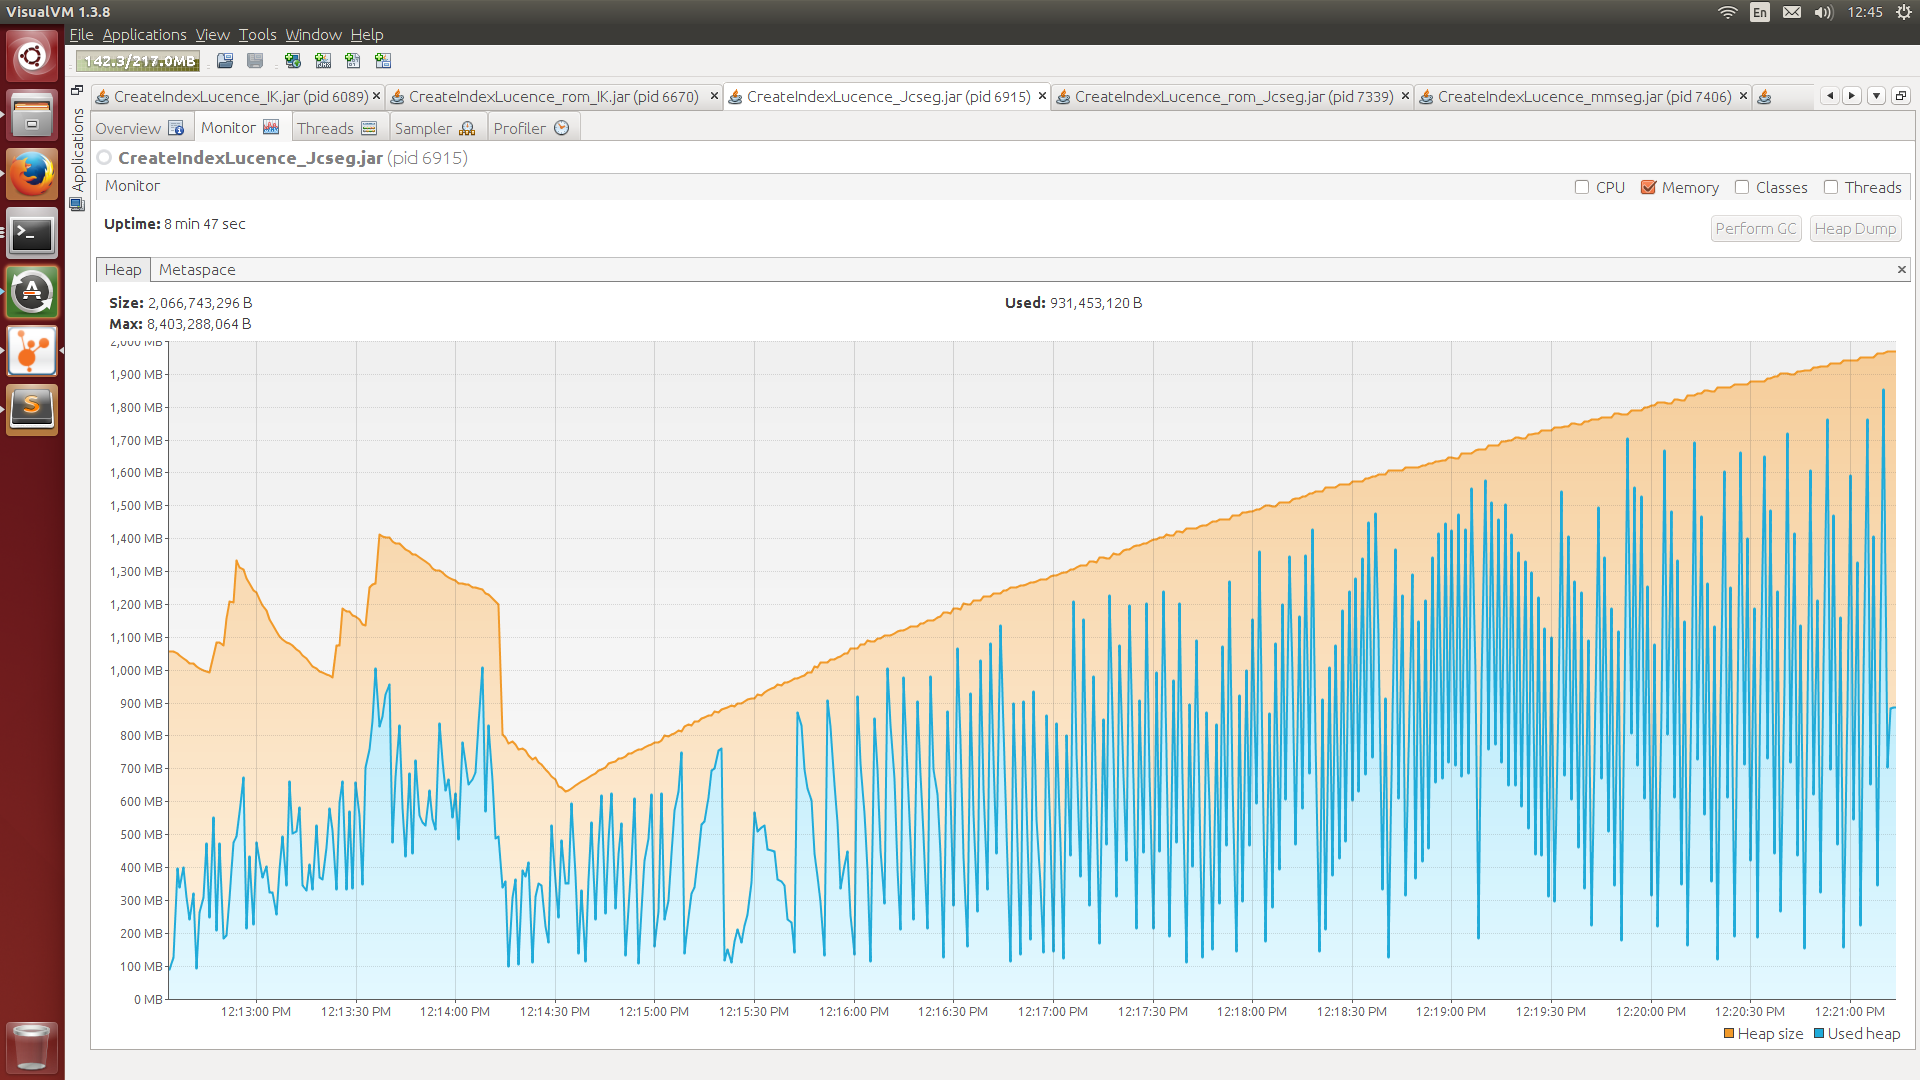 VisualVM 1.3.8
En
12:45
File Applications View Tools Window Help
142.3/217.0MB
Applications
CreateIndexLucence_IK.jar (pid 6089)
CreateIndexLucence_rom_IK.jar (pid 6670)
CreateIndexLucence_Jcseg.jar (pid 6915)
CreateIndexLucence_rom_Jcseg.jar (pid 7339)
CreateIndexLucence_mmseg.jar (pid 7406)
Overview Monitor Threads Sampler Profiler
CreateIndexLucence_Jcseg.jar (pid 6915)
Monitor
CPU Memory Classes Threads
Uptime: 8 min 47 sec
Perform GC Heap Dump
Heap Metaspace
Size: 2,066,743,296 B
Used: 931,453,120 B
Max: 8,403,288,064 B
2,000 MB
1,900 MB
1,800 MB
1,700 MB
1,600 MB
1,500 MB
1,400 MB
1,300 MB
1,200 MB
1,100 MB
1,000 MB
900 MB
800 MB
700 MB
600 MB
500 MB
400 MB
300 MB
200 MB
100 MB
0 MB
12:13:00 PM 12:13:30 PM 12:14:00 PM 12:14:30 PM 12:15:00 PM 12:15:30 PM 12:16:00 PM 12:16:30 PM 12:17:00 PM 12:17:30 PM 12:18:00 PM 12:18:30 PM 12:19:00 PM 12:19:30 PM 12:20:00 PM 12:20:30 PM 12:21:00 PM
Heap size Used heap